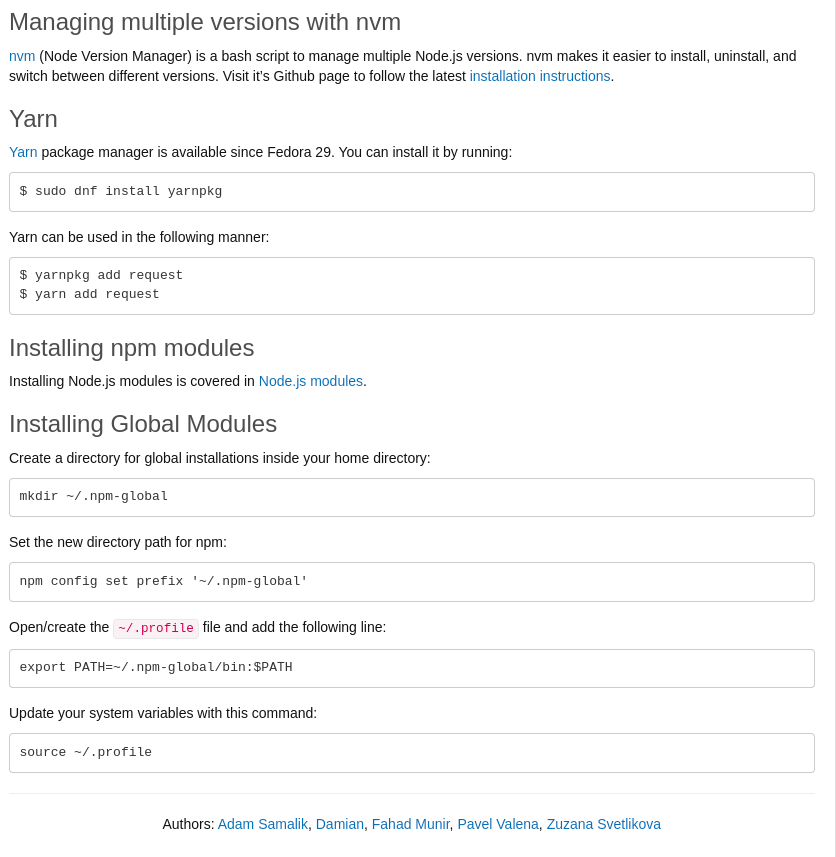 Managing multiple versions with nvm
nvm (Node Version Manager) is a bash script to manage multiple Node.js versions. nvm makes it easier to install, uninstall, and
switch between different versions. Visit it’s Github page to follow the latest installation instructions.
Yarn
Yarn package manager is available since Fedora 29. You can install it by running:
$ sudo dnf install yarnpkg
Yarn can be used in the following manner:
$ yarnpkg add request
$ yarn add request
Installing npm modules
Installing Node.js modules is covered in Node.js modules.
Installing Global Modules
Create a directory for global installations inside your home directory:
mkdir ~/.npm-global
Set the new directory path for npm:
npm config set prefix '~/.npm-global'
Open/create the ~/.profile file and add the following line:
export PATH=~/.npm-global/bin:$PATH
Update your system variables with this command:
source ~/.profile
Authors: Adam Samalik, Damian, Fahad Munir, Pavel Valena, Zuzana Svetlikova